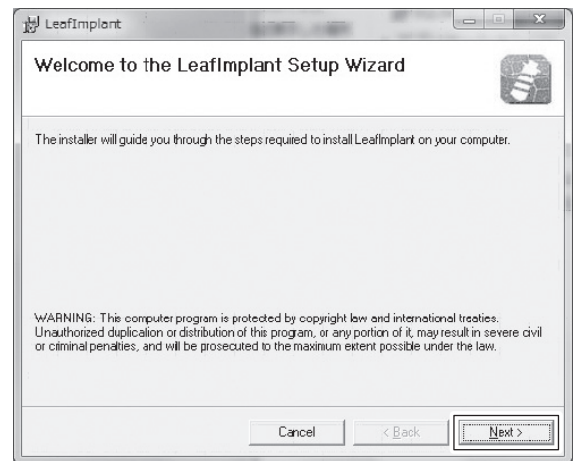 LeafImplant
Welcome to the LeafImplant Setup Wizard
The installer will guide you through the steps required to install LeafImplant on your computer.
WARNING: This computer program is protected by copyright law and international treaties.
Unauthorized duplication or distribution of this program, or any portion of it, may result in severe civil
or criminal penalties, and will be prosecuted to the maximum extent possible under the law.
Cancel
< Back
Next >